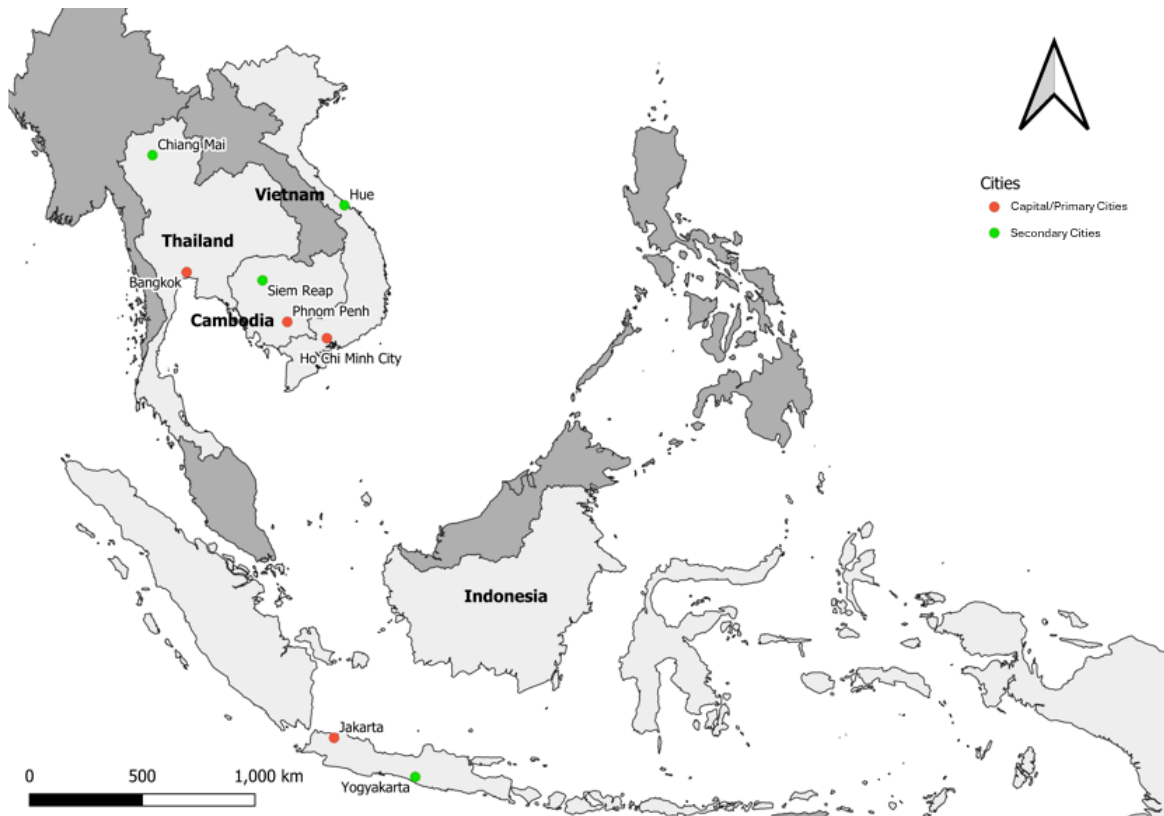 Cities
Capital/Primary Cities
Secondary Cities
Chiang Mai
Vietnam
Hue
Thailand
Bangkok
Siem Reap
Phnom Penh
Cambodia
Ho Chi Minh City
Indonesia
Jakarta
Yogyakarta
0 500 1,000 km